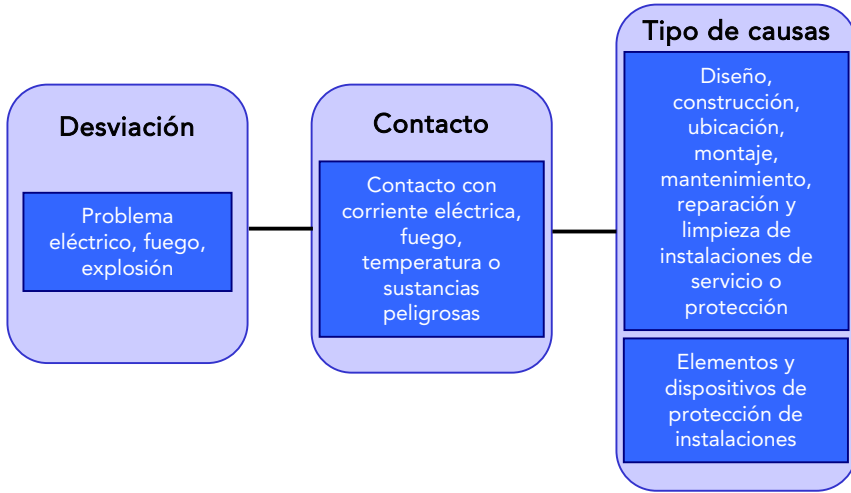 Desviación
Problema
eléctrico, fuego,
explosión
Contacto
Contacto con
corriente eléctrica,
fuego,
temperatura o
sustancias
peligrosas
Tipo de causas
Diseño,
construcción,
ubicación,
montaje,
mantenimiento,
reparación y
limpieza de
instalaciones de
servicio o
protección
Elementos y
dispositivos de
protección de
instalaciones